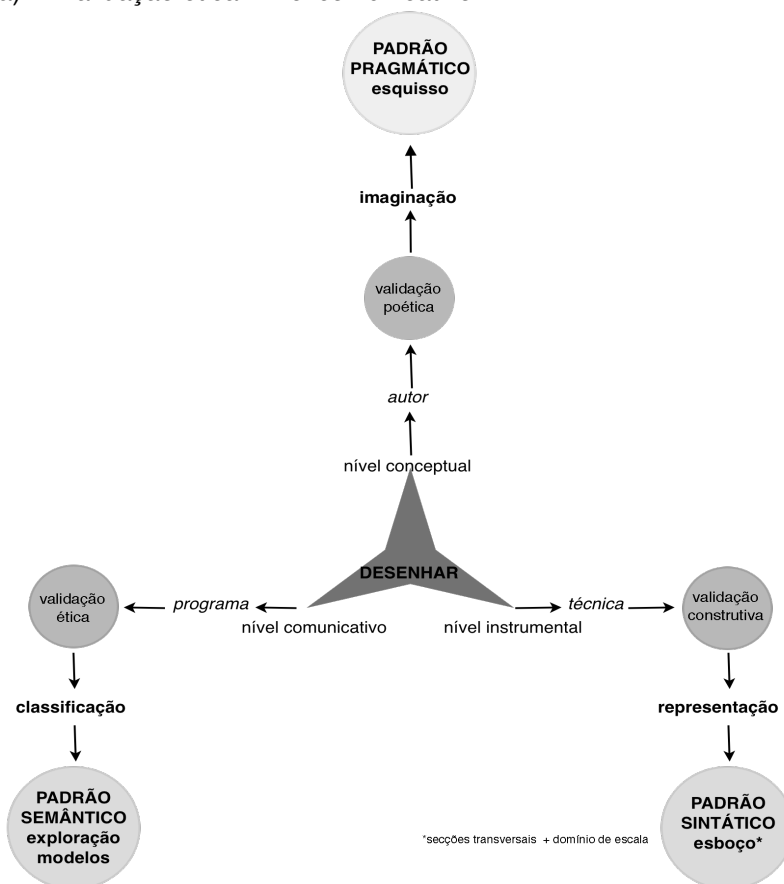 PADRÃO
PRAGMÁTICO
esquisso
imaginação
validação
poética
autor
nível conceptual
DESENHAR
validação
ética
programa
técnica
validação
construtiva
nível comunicativo
nível instrumental
classificação
representação
PADRÃO
SEMÂNTICO
exploração
modelos
PADRÃO
SINTÁTICO
esboço*
*secções transversais + domínio de escala